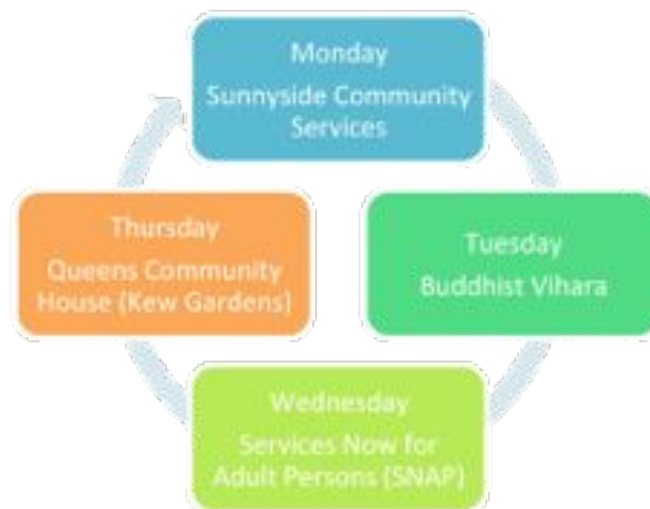 Monday
Sunnyside Community
Services
Tuesday
Buddhist Vihara
Wednesday
Services Now for
Adult Persons (SNAP)
Thursday
Queens Community
House (Kew Gardens)